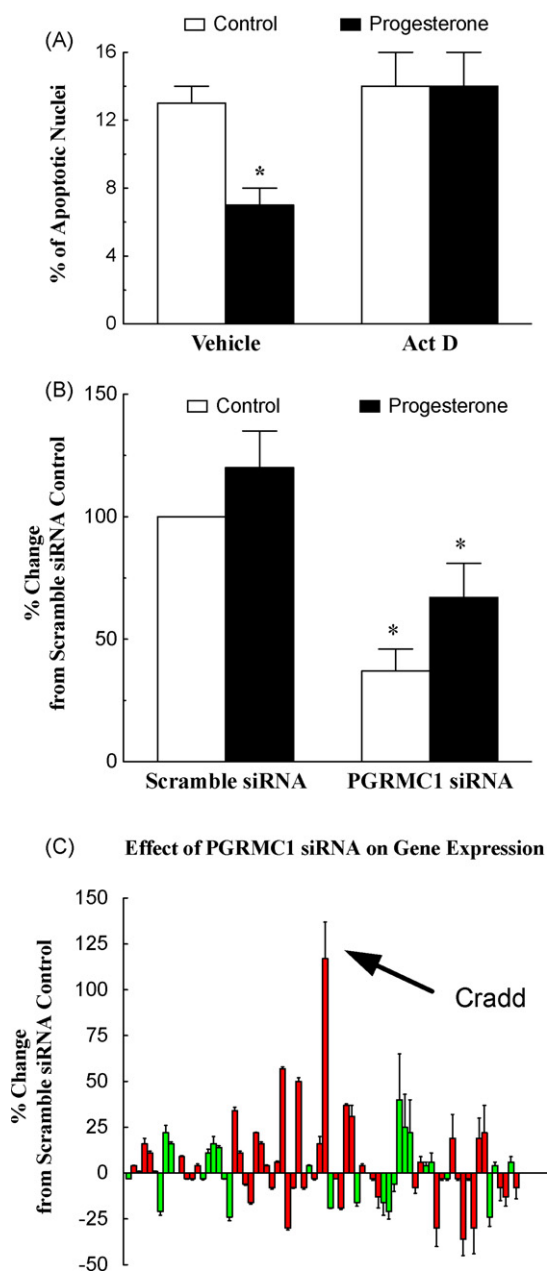 (A)
Control
Progesterone
% of Apoptotic Nuclei
16
12
8
4
0
*
Vehicle
Act D
(B)
Control
Progesterone
% Change
from Scramble siRNA Control
150
100
50
0
*
*
Scramble siRNA
PGRMC1 siRNA
(C)
Effect of PGRMC1 siRNA on Gene Expression
% Change
from Scramble siRNA Control
150
125
100
75
50
25
0
-25
-50
Cradd